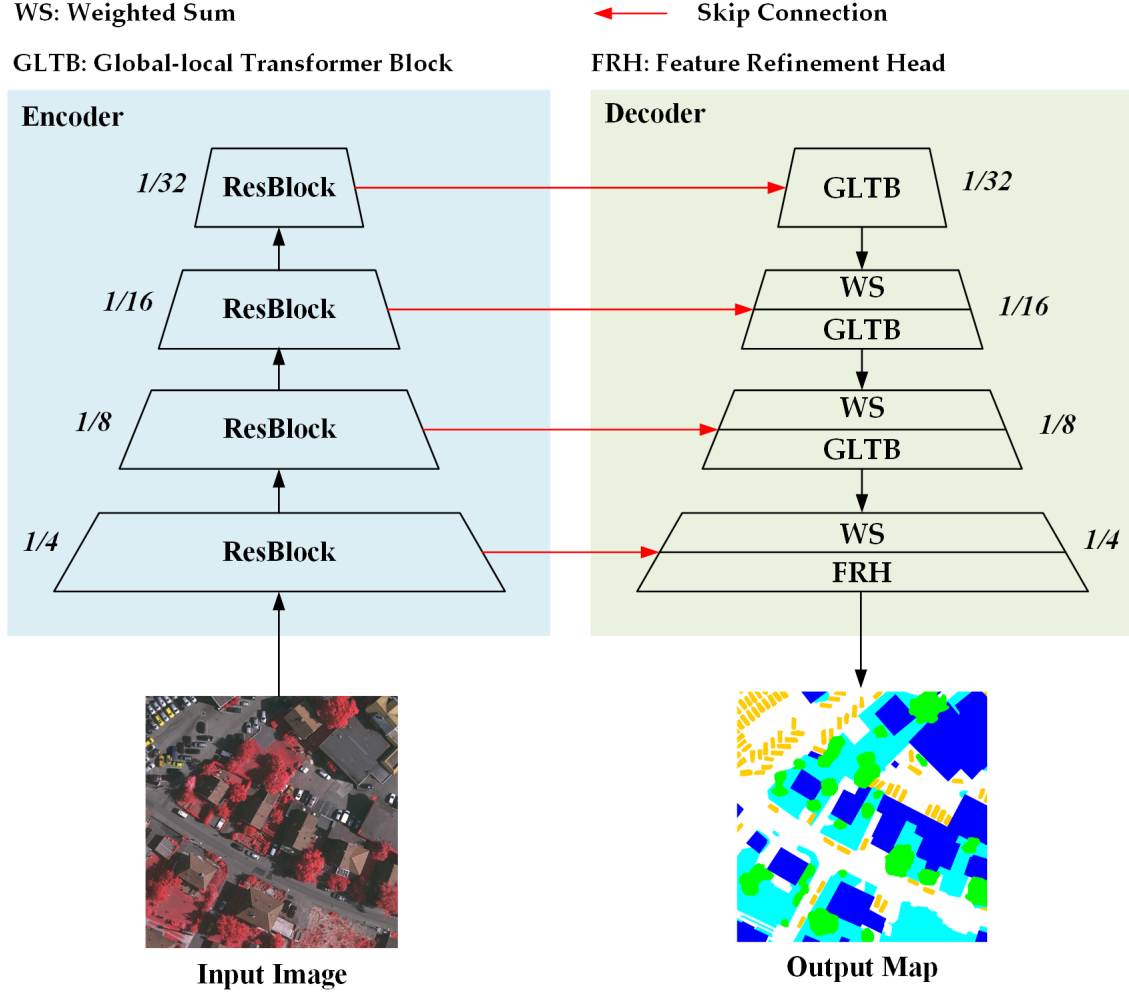 WS: Weighted Sum
Skip Connection
GLTB: Global-local Transformer Block
FRH: Feature Refinement Head
Encoder
1/32
ResBlock
1/16
ResBlock
1/8
ResBlock
1/4
ResBlock
Input Image
Decoder
GLTB
1/32
WS
GLTB
1/16
WS
GLTB
1/8
WS
FRH
1/4
Output Map